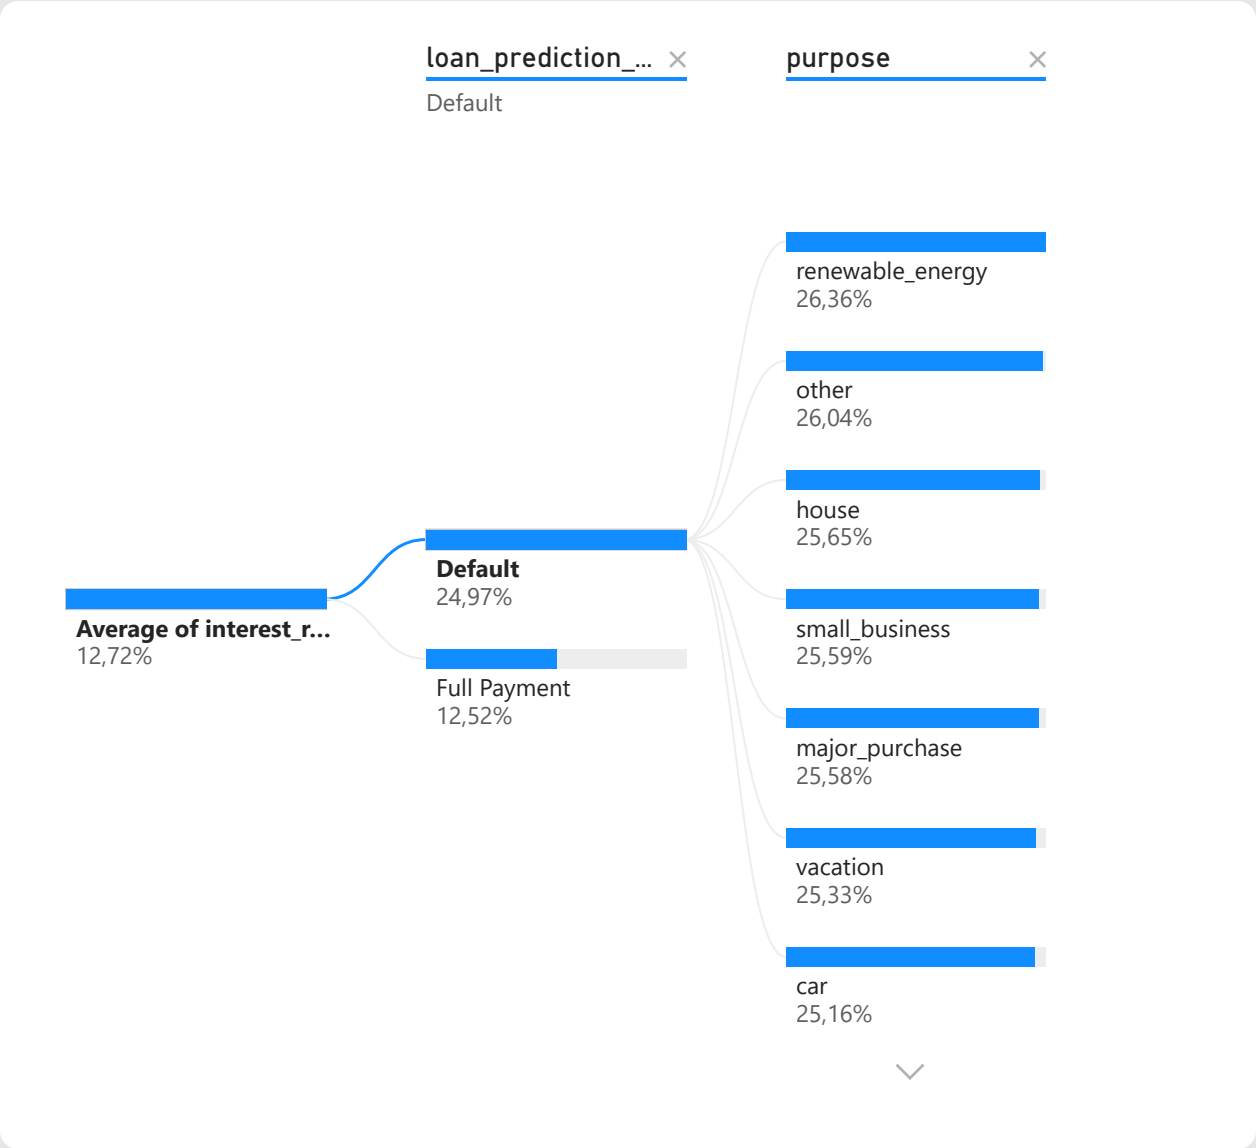 loan_prediction_...
purpose
Default
renewable_energy
26,36%
other
26,04%
house
25,65%
Default
24,97%
small_business
25,59%
Average of interest_r...
12,72%
Full Payment
12,52%
major_purchase
25,58%
vacation
25,33%
car
25,16%